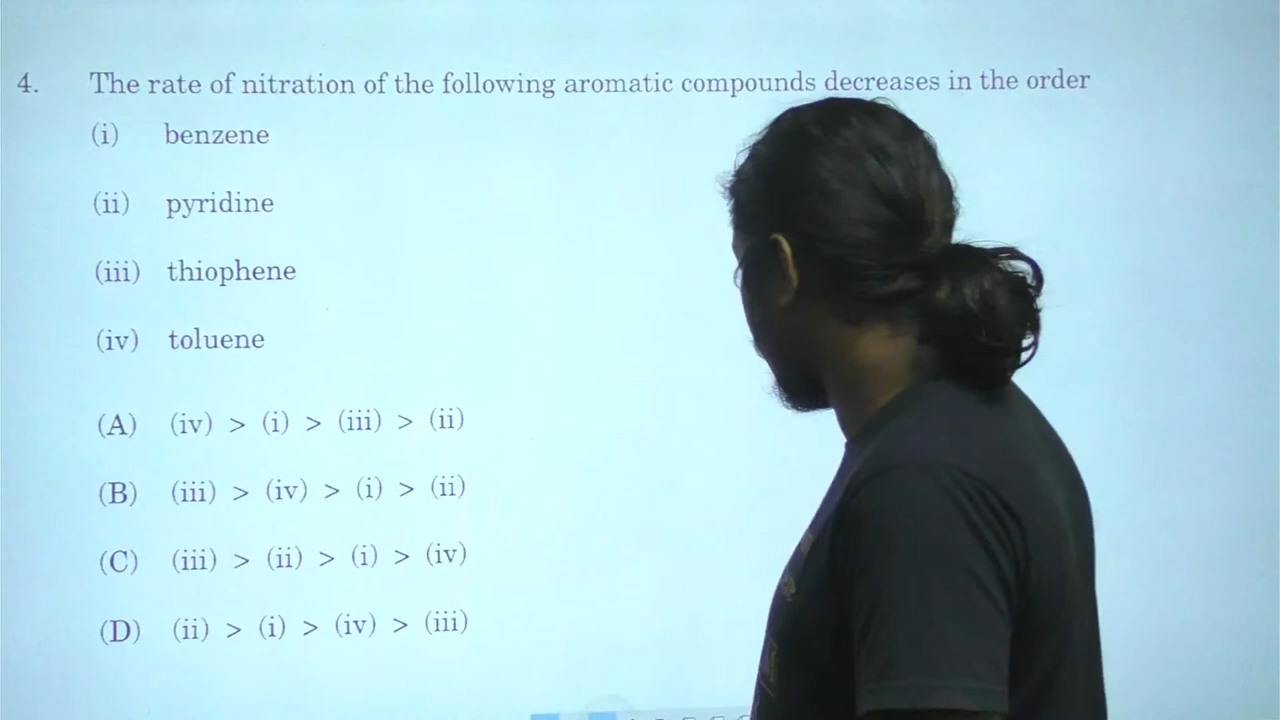 4. The rate of nitration of the following aromatic compounds decreases in the order
(i) benzene
(ii) pyridine
(iii) thiophene
(iv) toluene
(A) (iv) > (i) > (iii) > (ii)
(B) (iii) > (iv) > (i) > (ii)
(C) (iii) > (ii) > (i) > (iv)
(D) (ii) > (i) > (iv) > (iii)